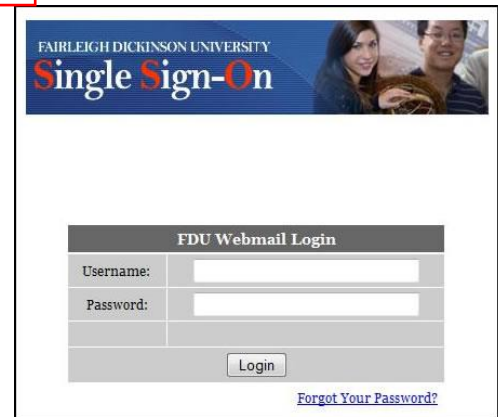 FAIRLEIGH DICKINSON UNIVERSITY
Single Sign-On
FDU Webmail Login
Username:
Password:
Login
Forgot Your Password?